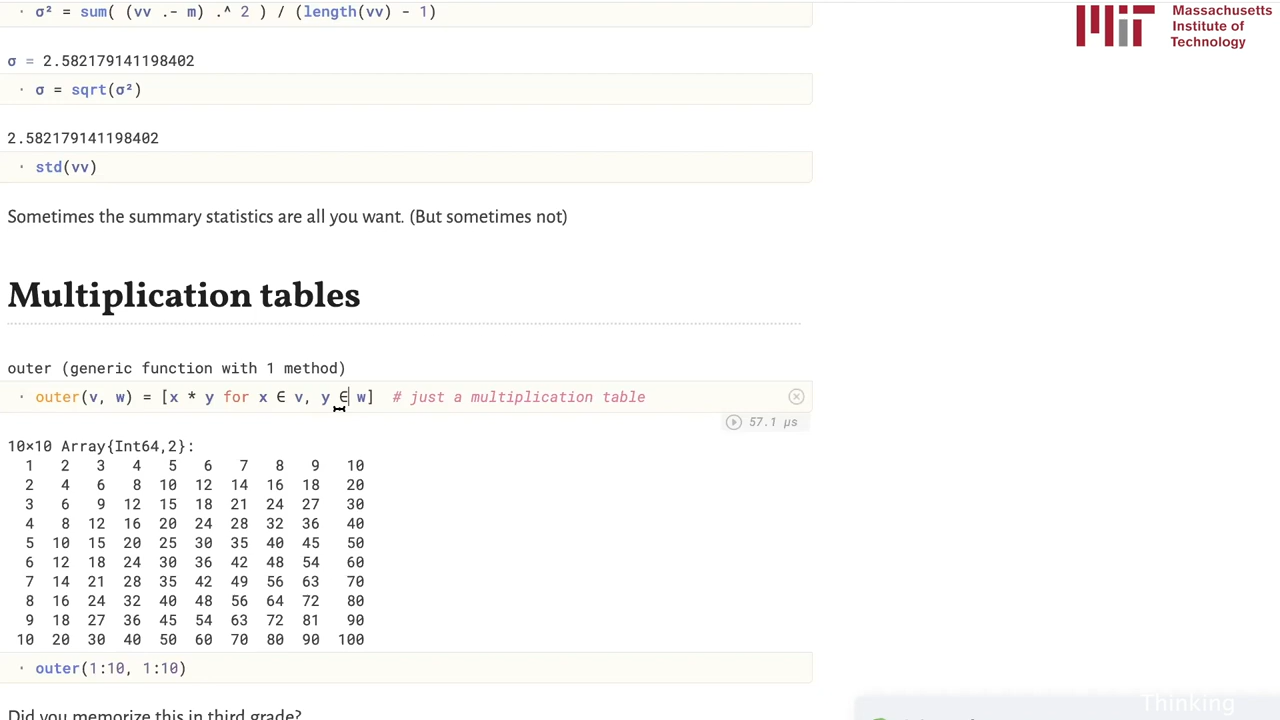 σ² = sum( (vv .- m) .^ 2 ) / (length(vv) - 1)
Massachusetts
Institute of
Technology
σ = 2.582179141198402
σ = sqrt(σ²)
2.582179141198402
std(vv)
Sometimes the summary statistics are all you want. (But sometimes not)
Multiplication tables
outer (generic function with 1 method)
outer(v, w) = [x * y for x ∈ v, y ∈ w]  # just a multiplication table
57.1 μs
10×10 Array{Int64,2}:
1 2 3 4 5 6 7 8 9 10
2 4 6 8 10 12 14 16 18 20
3 6 9 12 15 18 21 24 27 30
4 8 12 16 20 24 28 32 36 40
5 10 15 20 25 30 35 40 45 50
6 12 18 24 30 36 42 48 54 60
7 14 21 28 35 42 49 56 63 70
8 16 24 32 40 48 56 64 72 80
9 18 27 36 45 54 63 72 81 90
10 20 30 40 50 60 70 80 90 100
outer(1:10, 1:10)
Did you memorize this in third grade?
Thinking